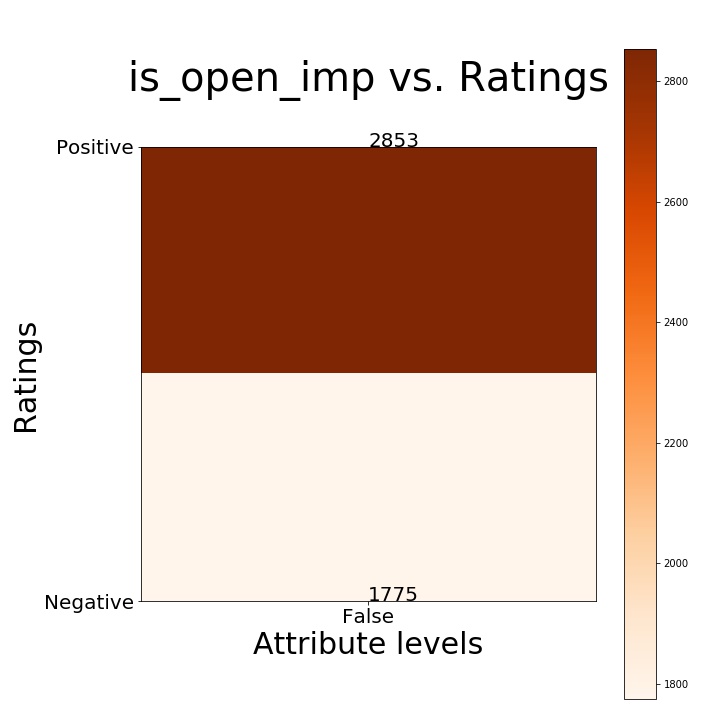 is_open_imp vs. Ratings
2800
2853
Positive
2600
2400
Ratings
2200
2000
1775
Negative
False
Attribute levels
1800